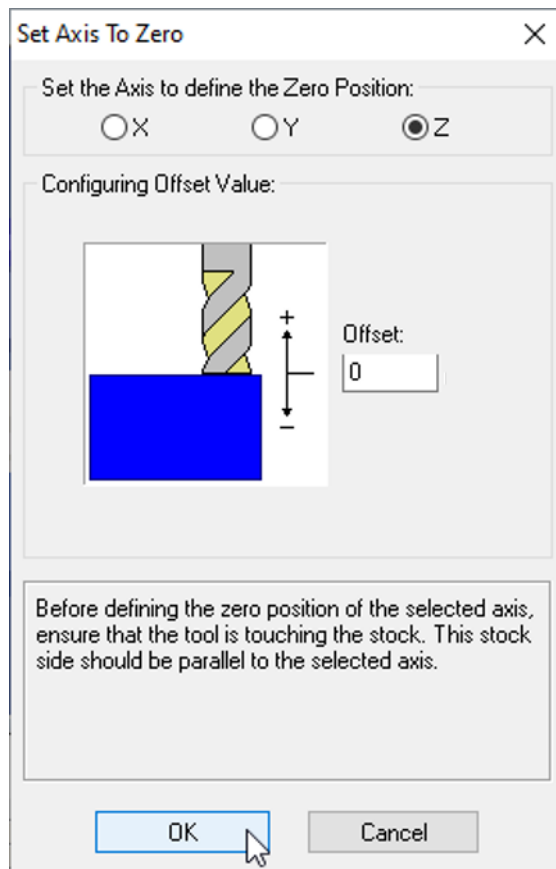 Set Axis To Zero
Set the Axis to define the Zero Position:
X Y Z
Configuring Offset Value:
+
Offset:
0
−
Before defining the zero position of the selected axis,
ensure that the tool is touching the stock. This stock
side should be parallel to the selected axis.
OK Cancel